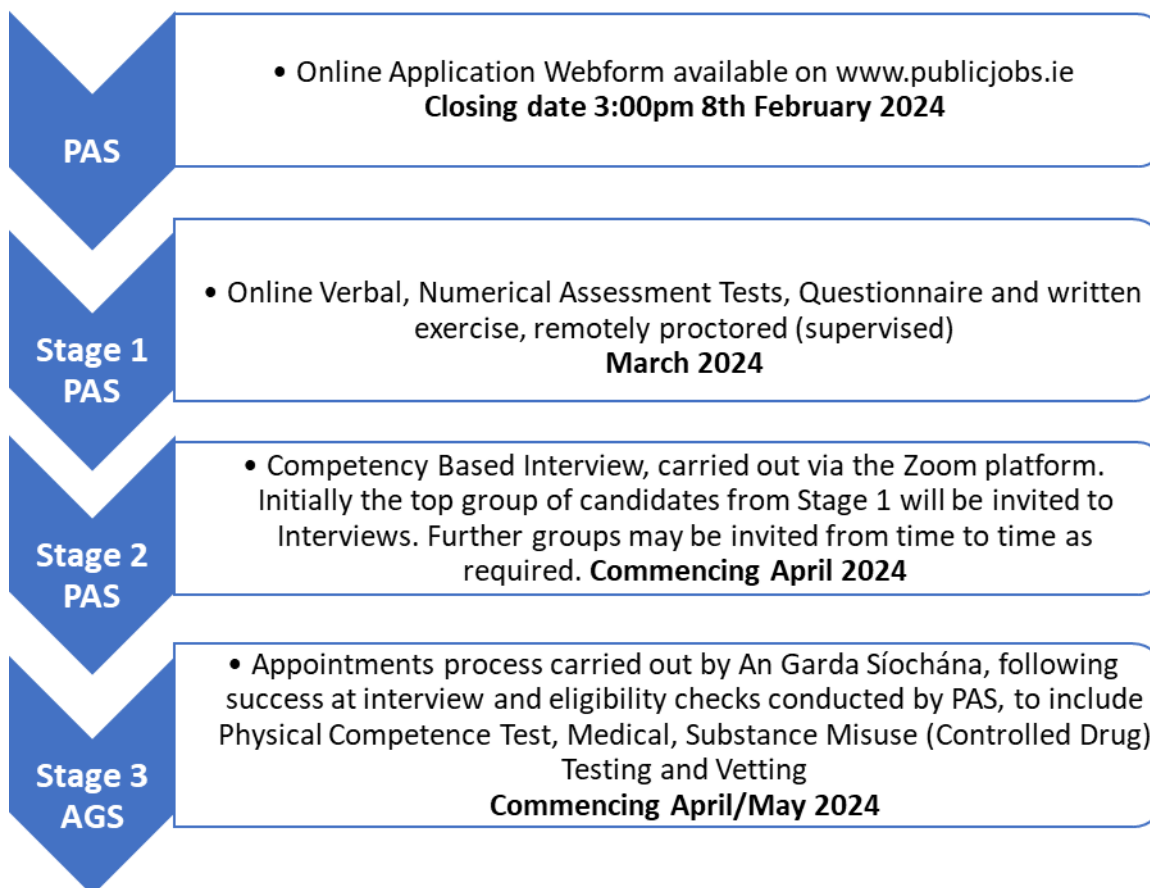 PAS
• Online Application Webform available on www.publicjobs.ie
Closing date 3:00pm 8th February 2024
Stage 1
PAS
• Online Verbal, Numerical Assessment Tests, Questionnaire and written
exercise, remotely proctored (supervised)
March 2024
Stage 2
PAS
• Competency Based Interview, carried out via the Zoom platform.
Initially the top group of candidates from Stage 1 will be invited to
Interviews. Further groups may be invited from time to time as
required. Commencing April 2024
Stage 3
AGS
• Appointments process carried out by An Garda Síochána, following
success at interview and eligibility checks conducted by PAS, to include
Physical Competence Test, Medical, Substance Misuse (Controlled Drug)
Testing and Vetting
Commencing April/May 2024